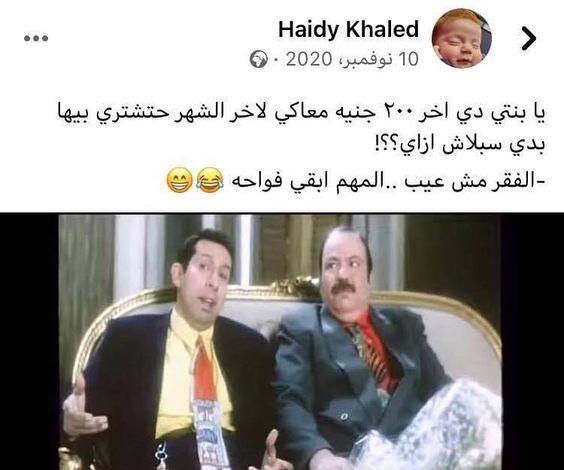 Haidy Khaled
10 نوفمبر، 2020 ·
يا بنتي دي اخر ٢٠٠ جنيه معاكي لاخر الشهر حتشتري بيها
بدي سبلاش ازاي؟؟!
-الفقر مش عيب ..المهم ابقي فواحه 😂😁